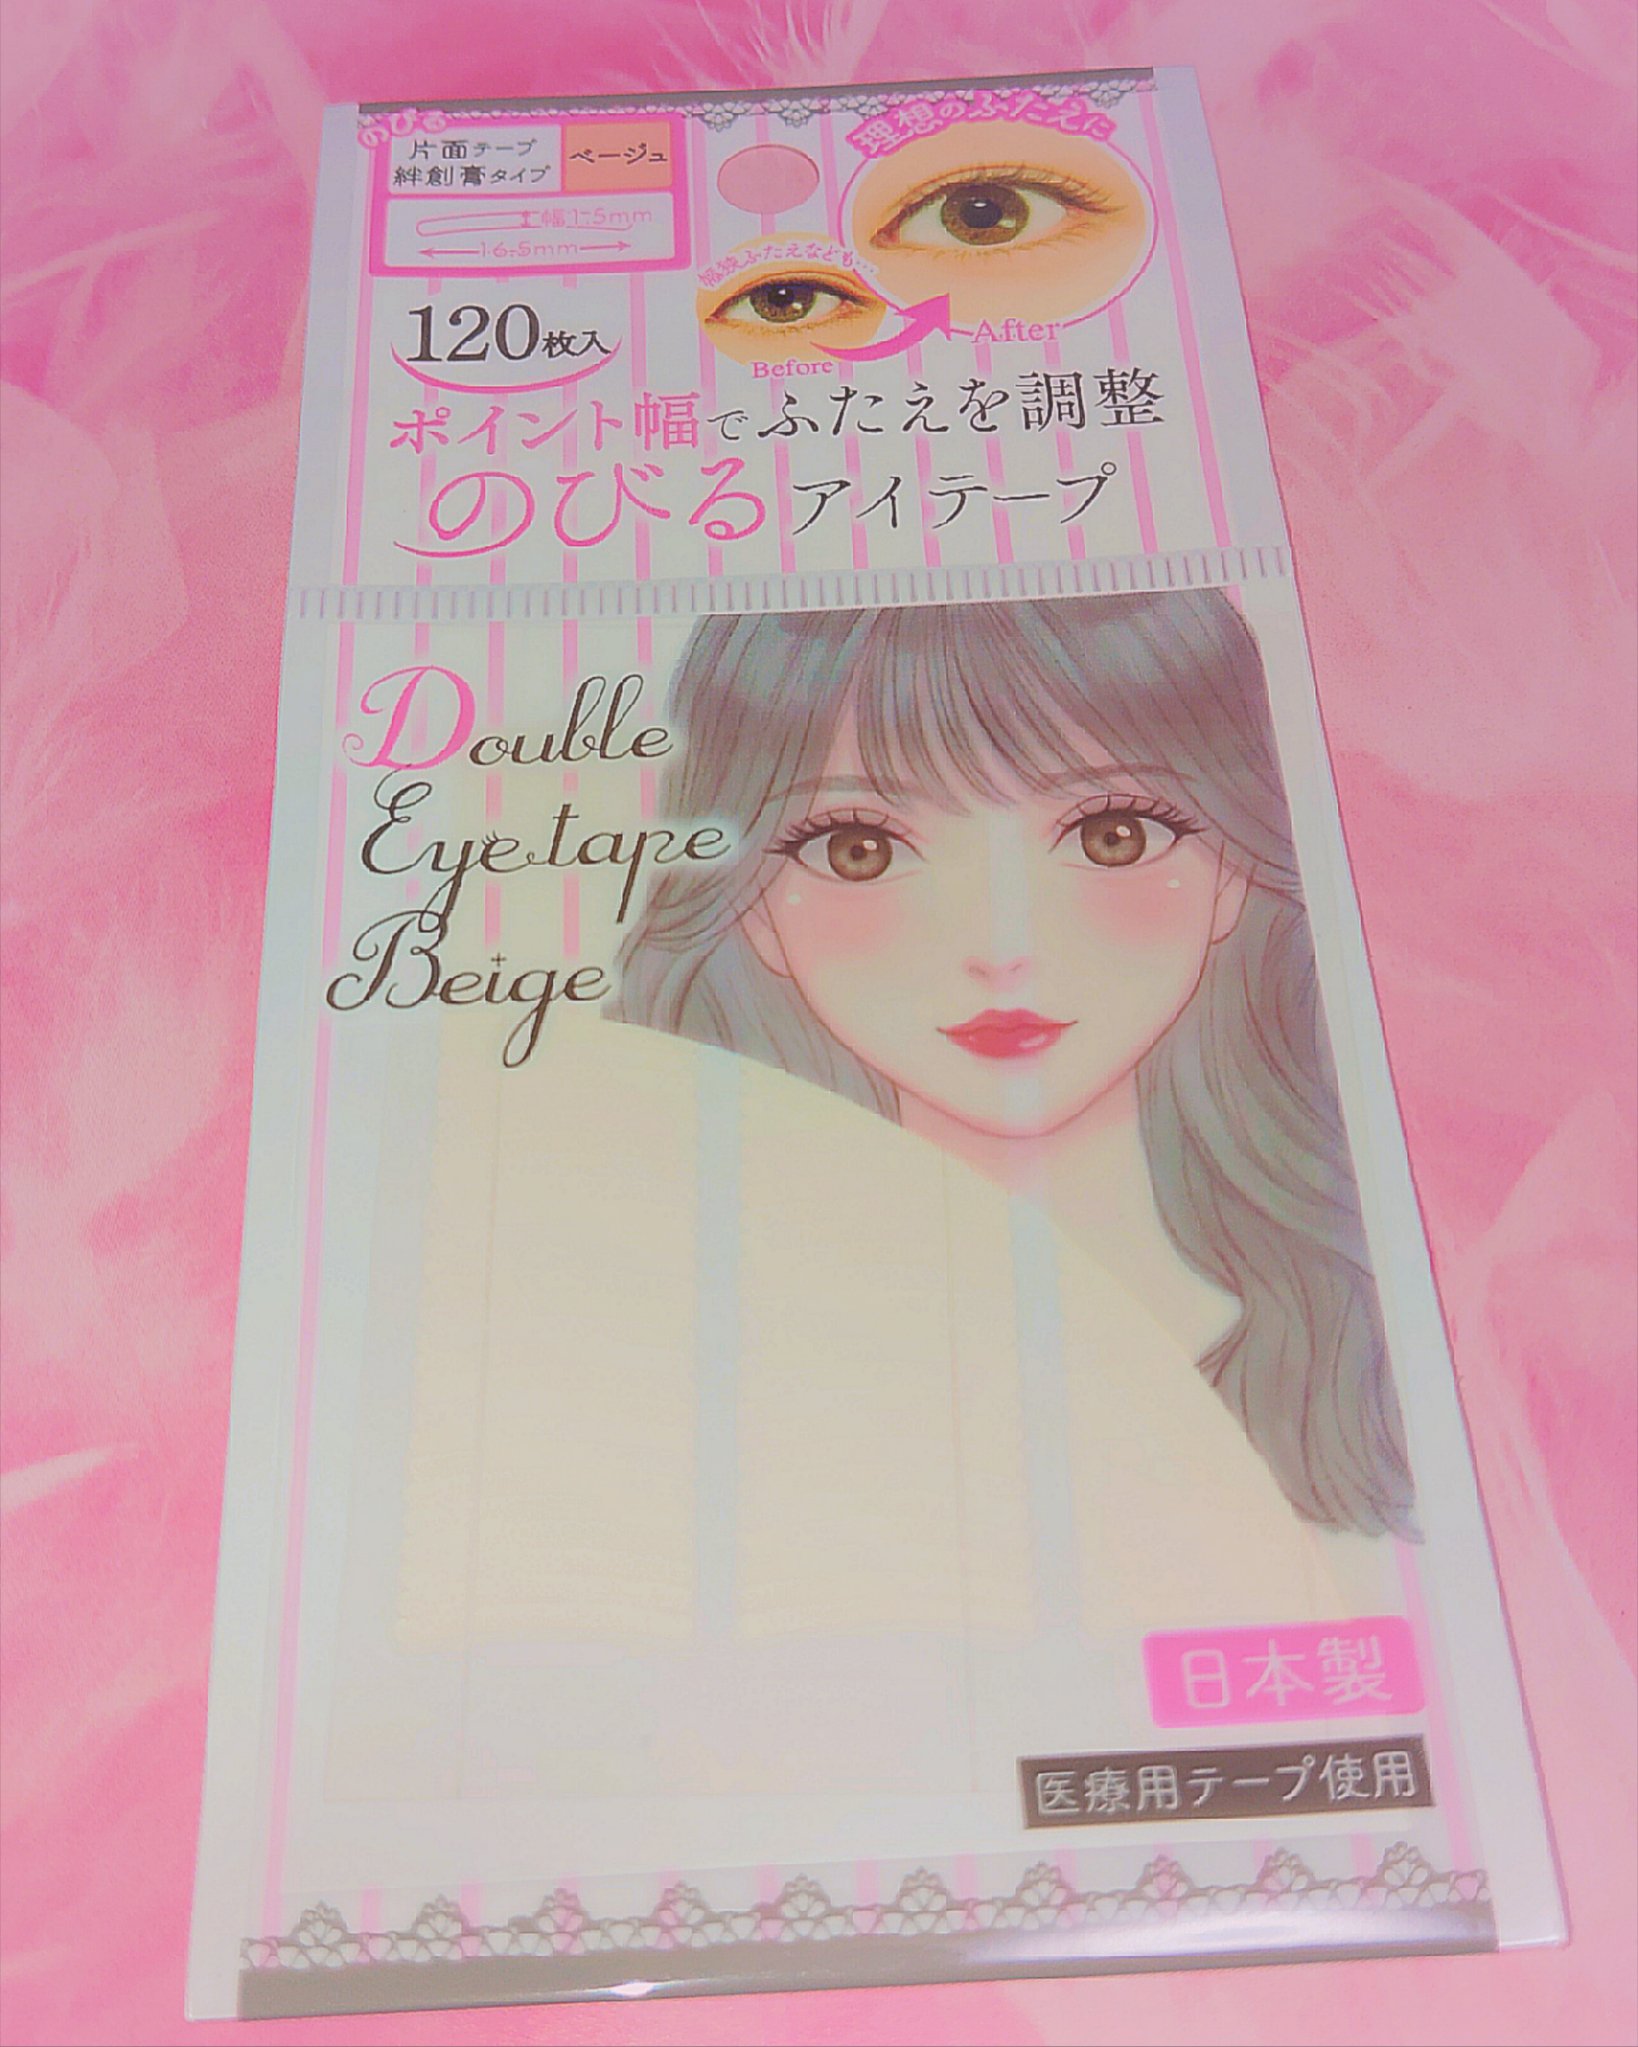 のびる
片面テープ
絆創膏タイプ
ベージュ
幅1.5mm
16.5mm
理想のふたえに
幅狭ふたえなども…
Before
After
120枚入
ポイント幅でふたえを調整
のびるアイテープ
Double
Eye tape
Beige
日本製
医療用テープ使用